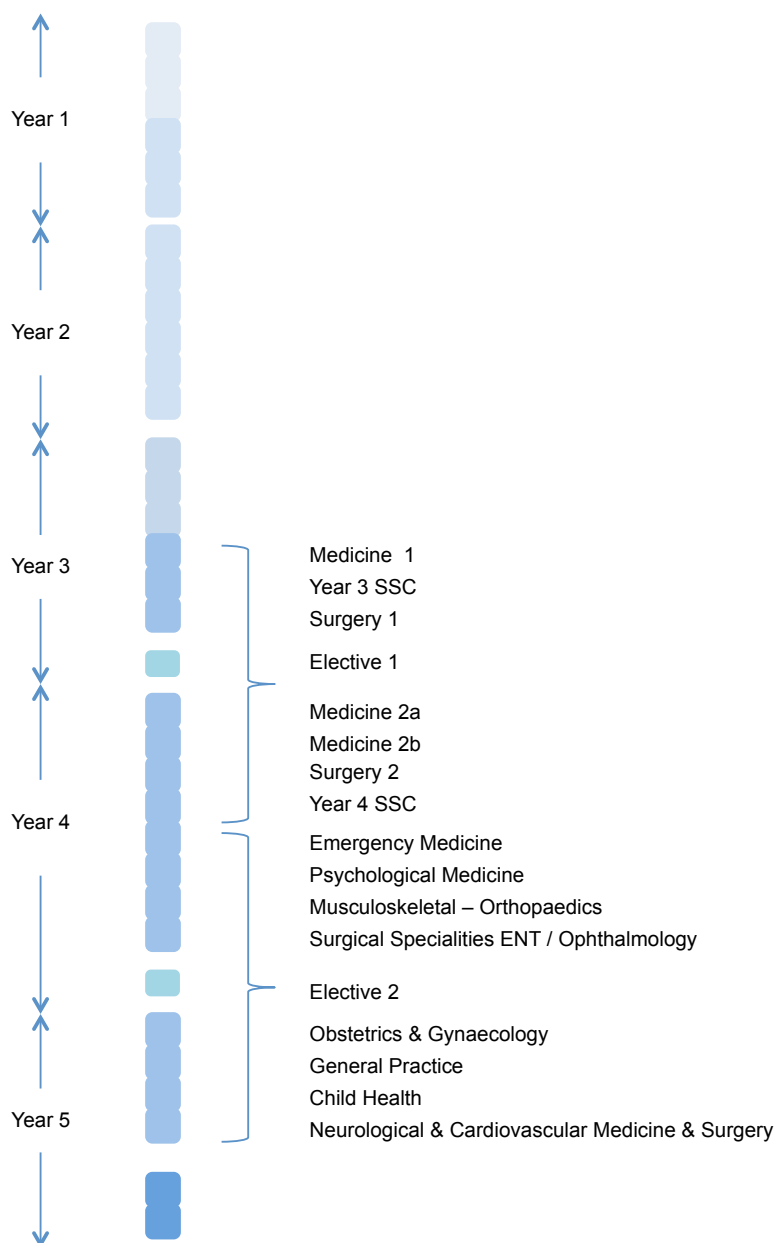 Year 1
Year 2
Year 3
Medicine  1
Year 3 SSC
Surgery 1
Elective 1
Medicine 2a
Medicine 2b
Surgery 2
Year 4 SSC
Year 4
Emergency Medicine
Psychological Medicine
Musculoskeletal – Orthopaedics
Surgical Specialities ENT / Ophthalmology
Elective 2
Obstetrics & Gynaecology
General Practice
Child Health
Year 5
Neurological & Cardiovascular Medicine & Surgery